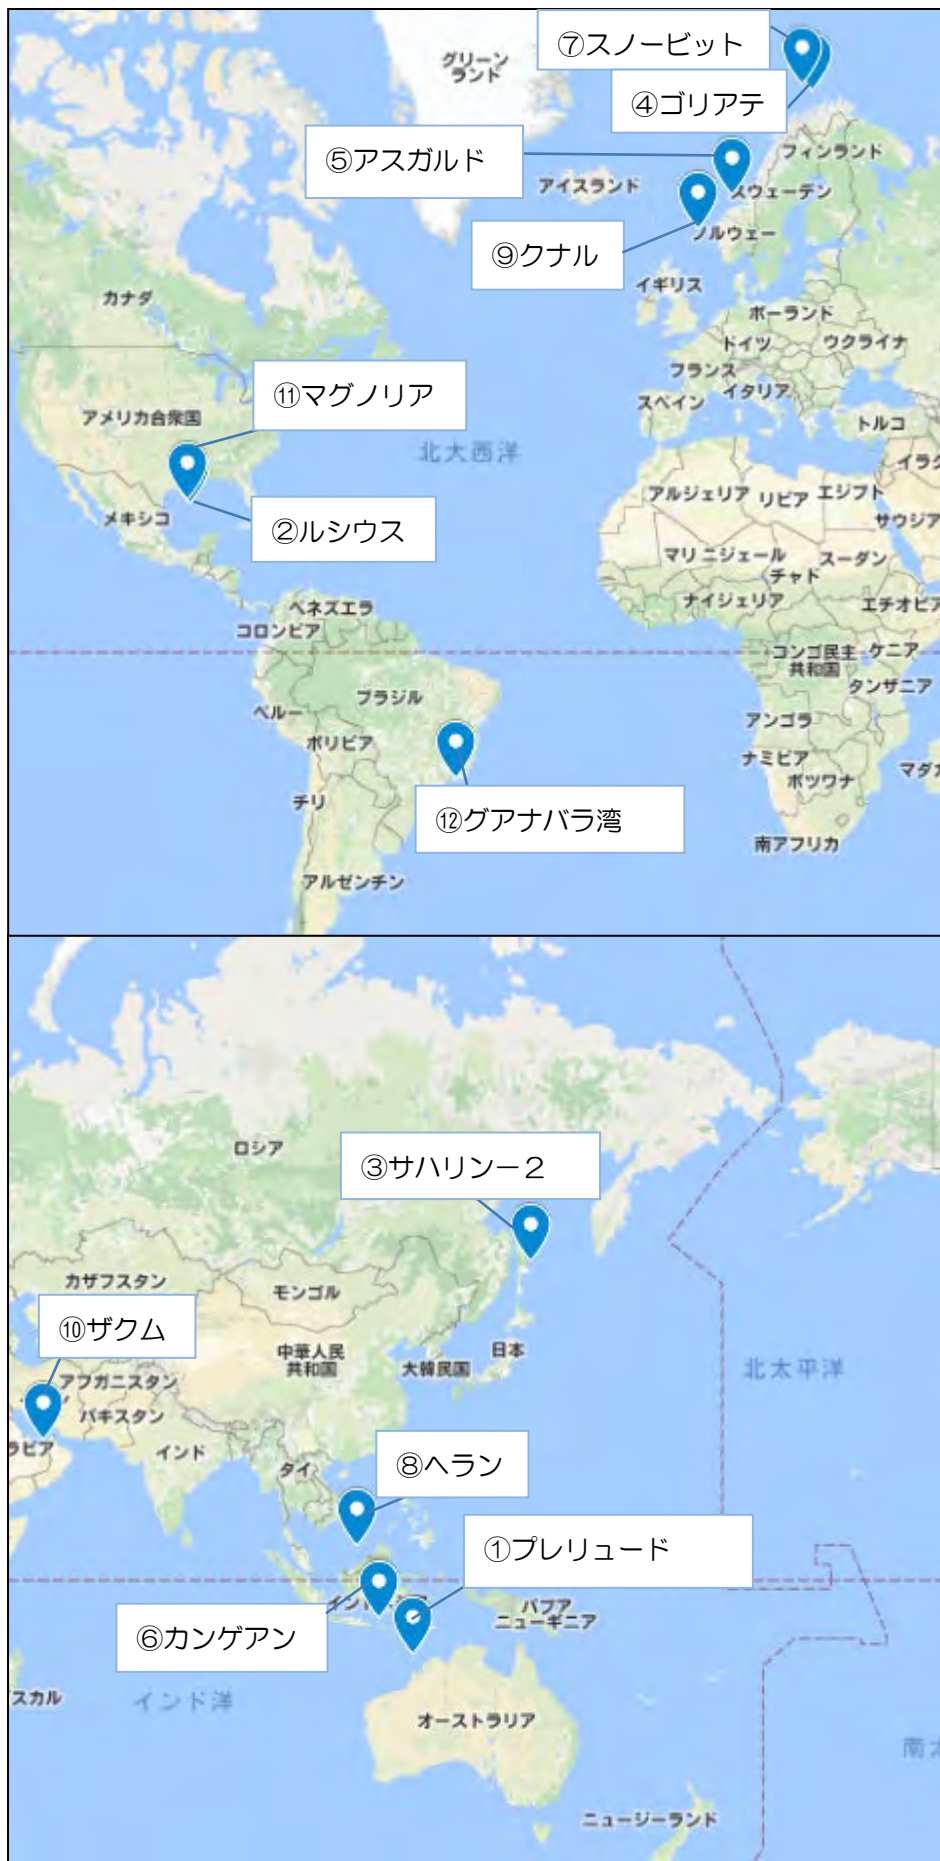 ⑦スノービット
グリーン
ランド
④ゴリアテ
⑤アスガルド
フィンランド
アイスランド
スウェーデン
ノルウェー
⑨クナル
イギリス
カナダ
ポーランド
ドイツ
ウクライナ
フランス
イタリア
スペイン
⑪マグノリア
アメリカ合衆国
トルコ
北大西洋
イラク
アルジェリア
リビア
エジプト
メキシコ
サウジア
②ルシウス
マリ
ニジェール
スーダン
チャド
ナイジェリア
エチオピア
ベネズエラ
コロンビア
コンゴ民主
共和国
ケニア
タンザニア
ブラジル
ペルー
アンゴラ
ボリビア
ナミビア
ボツワナ
マダガ
チリ
⑫グアナバラ湾
南アフリカ
アルゼンチン
ロシア
③サハリンー2
カザフスタン
モンゴル
⑩ザクム
中華人民
共和国
大韓民国
日本
北太平洋
アフガニスタン
パキスタン
ラビア
インド
タイ
⑧ヘラン
①プレリュード
パプア
ニューギニア
⑥カンゲアン
スカル
インド洋
オーストラリア
南太
ニュージーランド